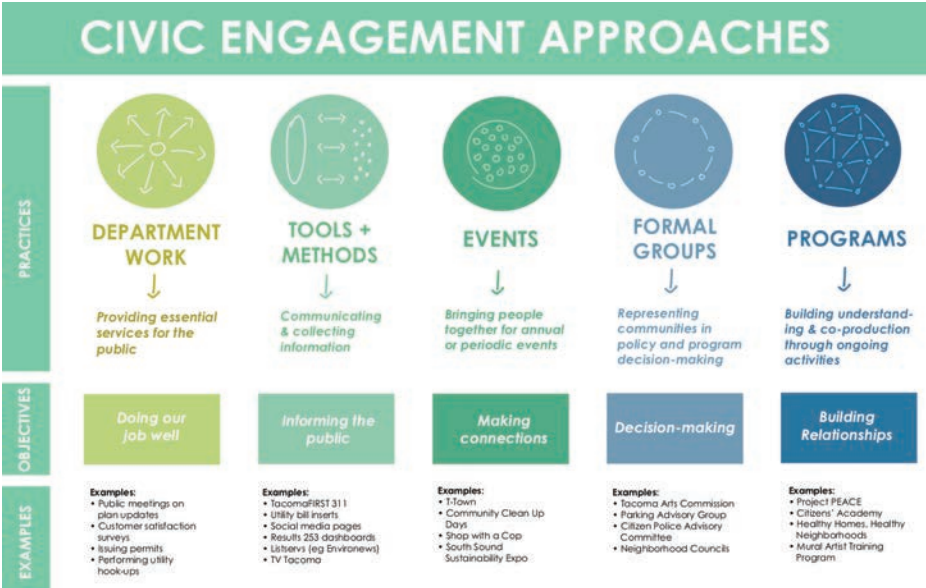 CIVIC ENGAGEMENT APPROACHES
PRACTICES
DEPARTMENT
WORK
Providing essential
services for the
public
TOOLS +
METHODS
Communicating
& collecting
information
EVENTS
Bringing people
together for annual
or periodic events
FORMAL
GROUPS
Representing
communities in
policy and program
decision-making
PROGRAMS
Building understand-
ing & co-production
through ongoing
activities
OBJECTIVES
Doing our
job well
Informing the
public
Making
connections
Decision-making
Building
Relationships
EXAMPLES
Examples:
• Public meetings on
plan updates
• Customer satisfaction
surveys
• Issuing permits
• Performing utility
hook-ups
Examples:
• TacomaFIRST 311
• Utility bill inserts
• Social media pages
• Results 253 dashboards
• Listservs (eg Environews)
• TV Tacoma
Examples:
• T-Town
• Community Clean Up
Days
• Shop with a Cop
• South Sound
Sustainability Expo
Examples:
• Tacoma Arts Commission
• Parking Advisory Group
• Citizen Police Advisory
Committee
• Neighborhood Councils
Examples:
• Project PEACE
• Citizens' Academy
• Healthy Homes, Healthy
Neighborhoods
• Mural Artist Training
Program